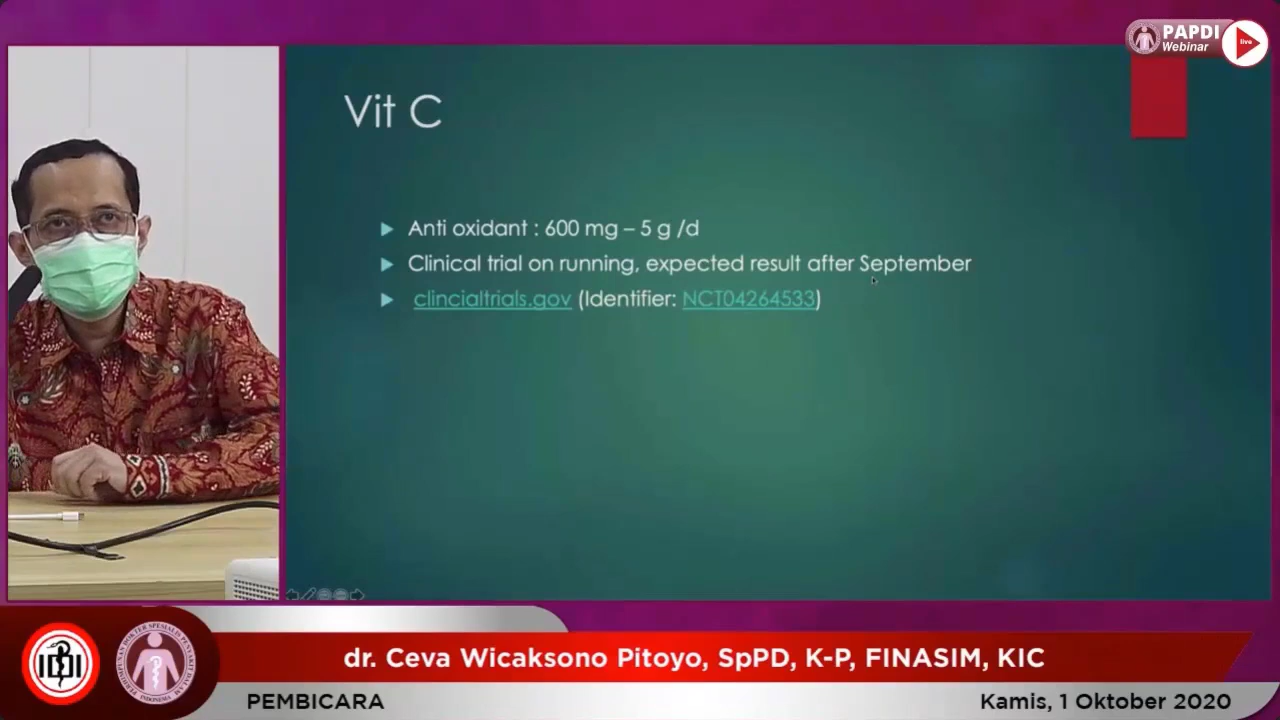 PAPDI
Webinar
live
Vit C
Anti oxidant : 600 mg – 5 g /d
Clinical trial on running, expected result after September
clincialtrials.gov (Identifier: NCT04264533)
IDI
dr. Ceva Wicaksono Pitoyo, SpPD, K-P, FINASIM, KIC
PEMBICARA
Kamis, 1 Oktober 2020